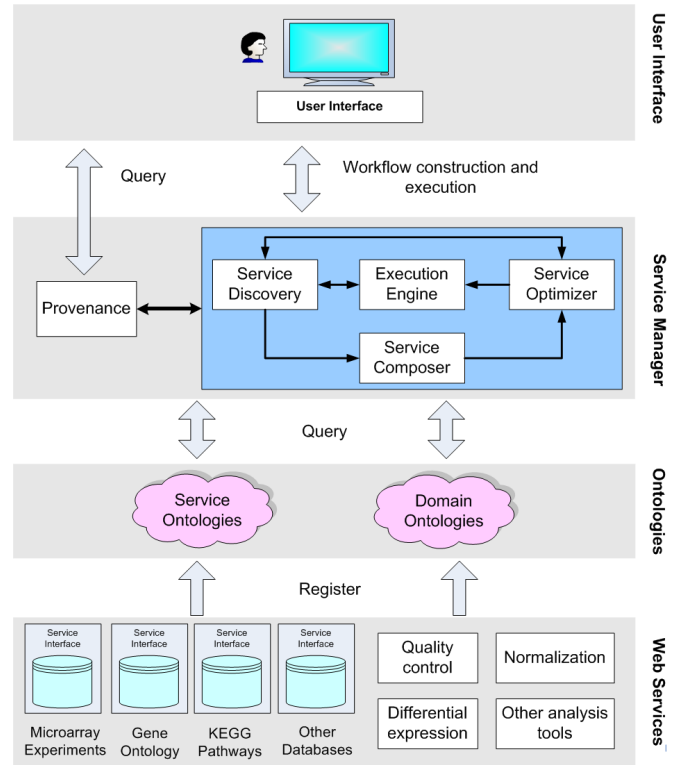 User Interface
User Interface
Query
Workflow construction and
execution
Service Manager
Provenance
Service
Discovery
Execution
Engine
Service
Optimizer
Service
Composer
Query
Ontologies
Service
Ontologies
Domain
Ontologies
Register
Web Services
Service
Interface
Service
Interface
Service
Interface
Service
Interface
Microarray
Experiments
Gene
Ontology
KEGG
Pathways
Other
Databases
Quality
control
Normalization
Differential
expression
Other analysis
tools